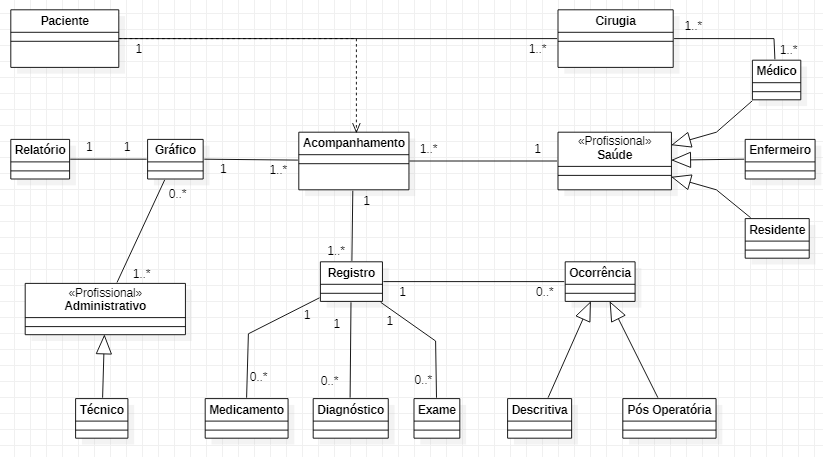 Paciente
Cirugia
1
1..*
1..*
1..*
Médico
Relatório
1
1
Gráfico
1
1..*
Acompanhamento
1..*
1
«Profissional»
Saúde
Enfermeiro
0..*
1
Residente
1..*
1..*
Registro
1
0..*
Ocorrência
«Profissional»
Administrativo
1
1
1
0..*
0..*
0..*
Técnico
Medicamento
Diagnóstico
Exame
Descritiva
Pós Operatória